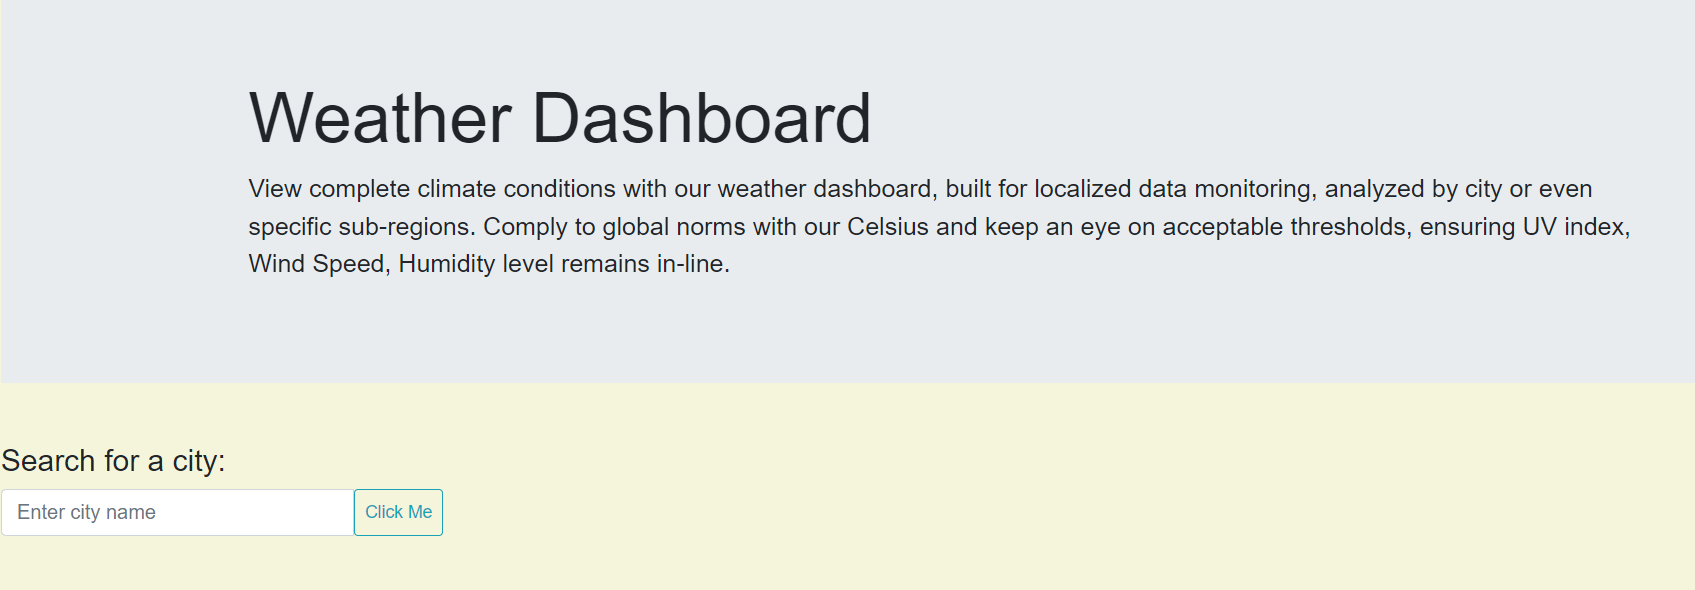 Weather Dashboard
View complete climate conditions with our weather dashboard, built for localized data monitoring, analyzed by city or even
specific sub-regions. Comply to global norms with our Celsius and keep an eye on acceptable thresholds, ensuring UV index,
Wind Speed, Humidity level remains in-line.
Search for a city:
Enter city name
Click Me